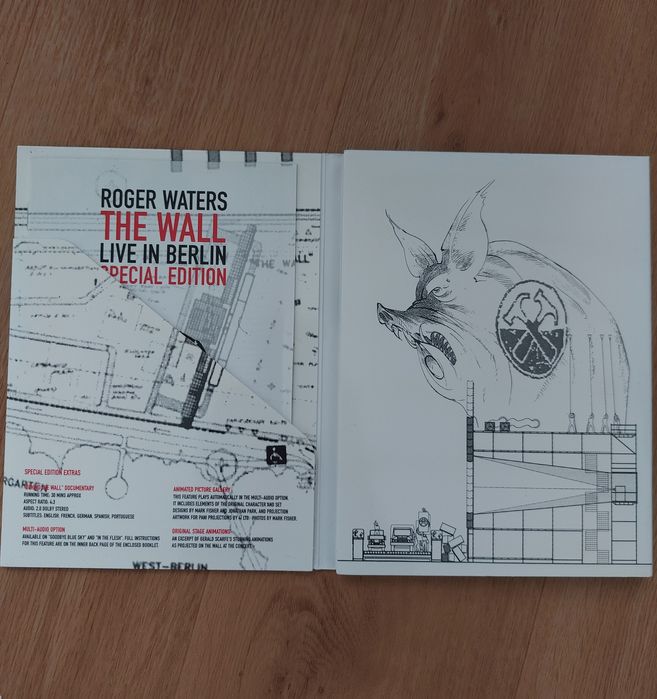 ROGER WATERS
THE WALL
LIVE IN BERLIN
SPECIAL EDITION
THE WALL
SPECIAL EDITION EXTRAS
WALL" DOCUMENTARY
RUNNING TIME: 30 MINS APPROX
ASPECT RATIO: 4:3
AUDIO: 2.0 DOLBY STEREO
SUBTITLES: ENGLISH, FRENCH, GERMAN, SPANISH, PORTUGUESE
MULTI-AUDIO OPTION
AVAILABLE ON "GOODBYE BLUE SKY" AND "IN THE FLESH". FULL INSTRUCTIONS
FOR THIS FEATURE ARE ON THE INNER BACK PAGE OF THE ENCLOSED BOOKLET.
ANIMATED PICTURE GALLERY
THIS FEATURE PLAYS AUTOMATICALLY IN THE MULTI-AUDIO OPTION.
IT INCLUDES ELEMENTS OF THE ORIGINAL CHARACTER AND SET
DESIGNS BY MARK FISHER AND JONATHAN PARK, AND PROJECTION
ARTWORK FOR PANI PROJECTIONS BY LTD PHOTOS BY MARK FISHER.
ORIGINAL STAGE ANIMATIONS
AN EXCERPT OF GERALD SCARFE'S STUNNING ANIMATIONS
AS PROJECTED ON THE WALL AT THE CONCERT.
RGARTEN
WEST-BERLIN